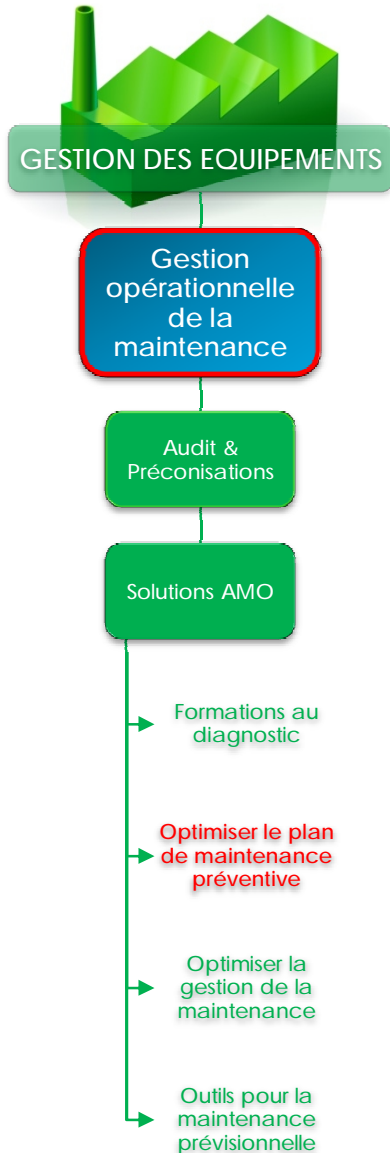 GESTION DES EQUIPEMENTS
Gestion
opérationnelle
de la
maintenance
Audit &
Préconisations
Solutions AMO
Formations au
diagnostic
Optimiser le plan
de maintenance
préventive
Optimiser la
gestion de la
maintenance
Outils pour la
maintenance
prévisionnelle